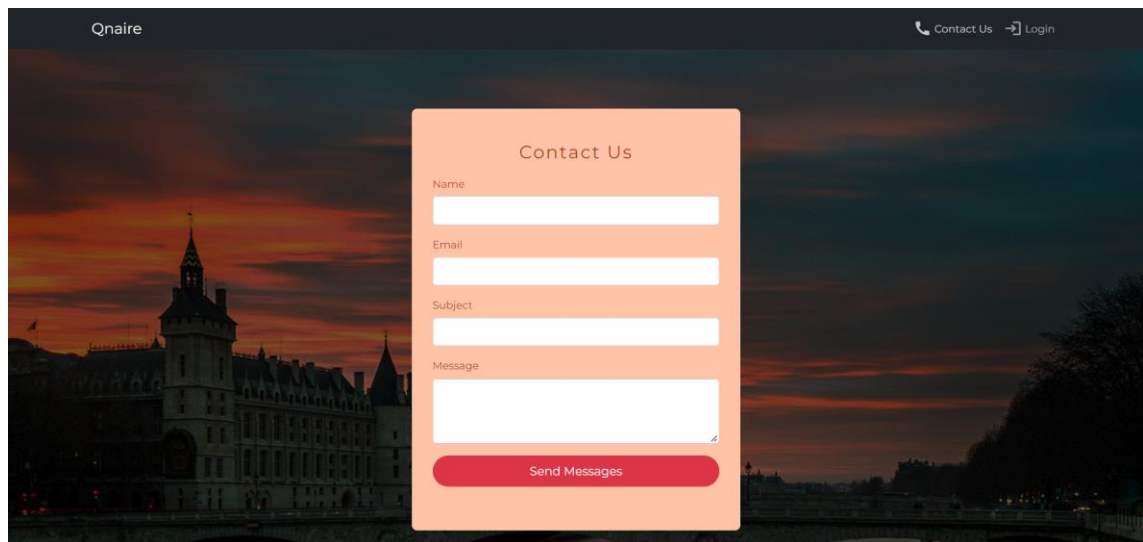 Qnaire
Contact Us
Login
Contact Us
Name
Email
Subject
Message
Send Messages